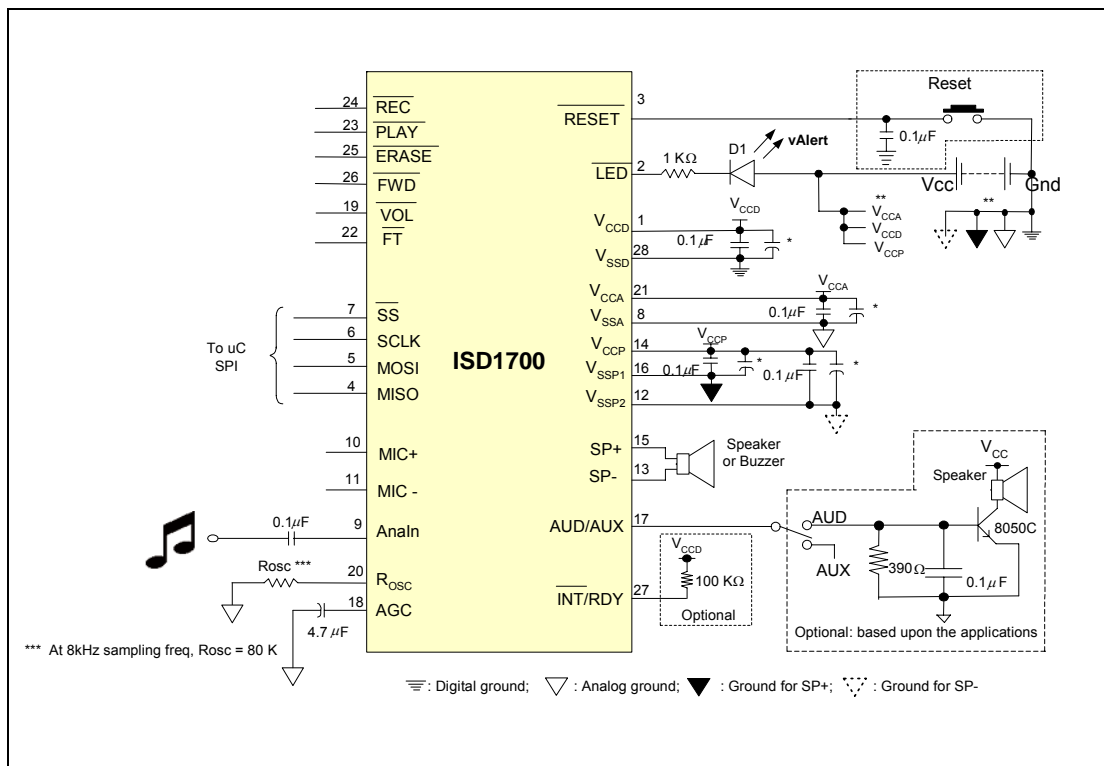 24
REC
23
PLAY
25
ERASE
26
FWD
19
VOL
22
FT
7
SS
6
SCLK
5
MOSI
4
MISO
To uC
SPI
10
MIC+
11
MIC -
9
AnaIn
0.1μF
20
ROSC
Rosc ***
18
AGC
4.7 μF
*** At 8kHz sampling freq, Rosc = 80 K
ISD1700
3
RESET
Reset
0.1μF
2
LED
1 KΩ
D1
vAlert
Vcc
Gnd
**
VCCA
VCCD
VCCP
**
VCCD
1
VCCD
0.1μF
*
VSSD
28
VCCA
21
VCCA
0.1μF
*
VSSA
8
VCCP
14
VCCP
VSSP1
16
0.1μF
*
0.1μF
*
VSSP2
12
SP+
15
SP-
13
Speaker
or Buzzer
AUD/AUX
17
AUD
AUX
VCC
Speaker
8050C
390Ω
0.1μF
Optional: based upon the applications
INT/RDY
27
VCCD
100 KΩ
Optional
: Digital ground; : Analog ground; : Ground for SP+; : Ground for SP-